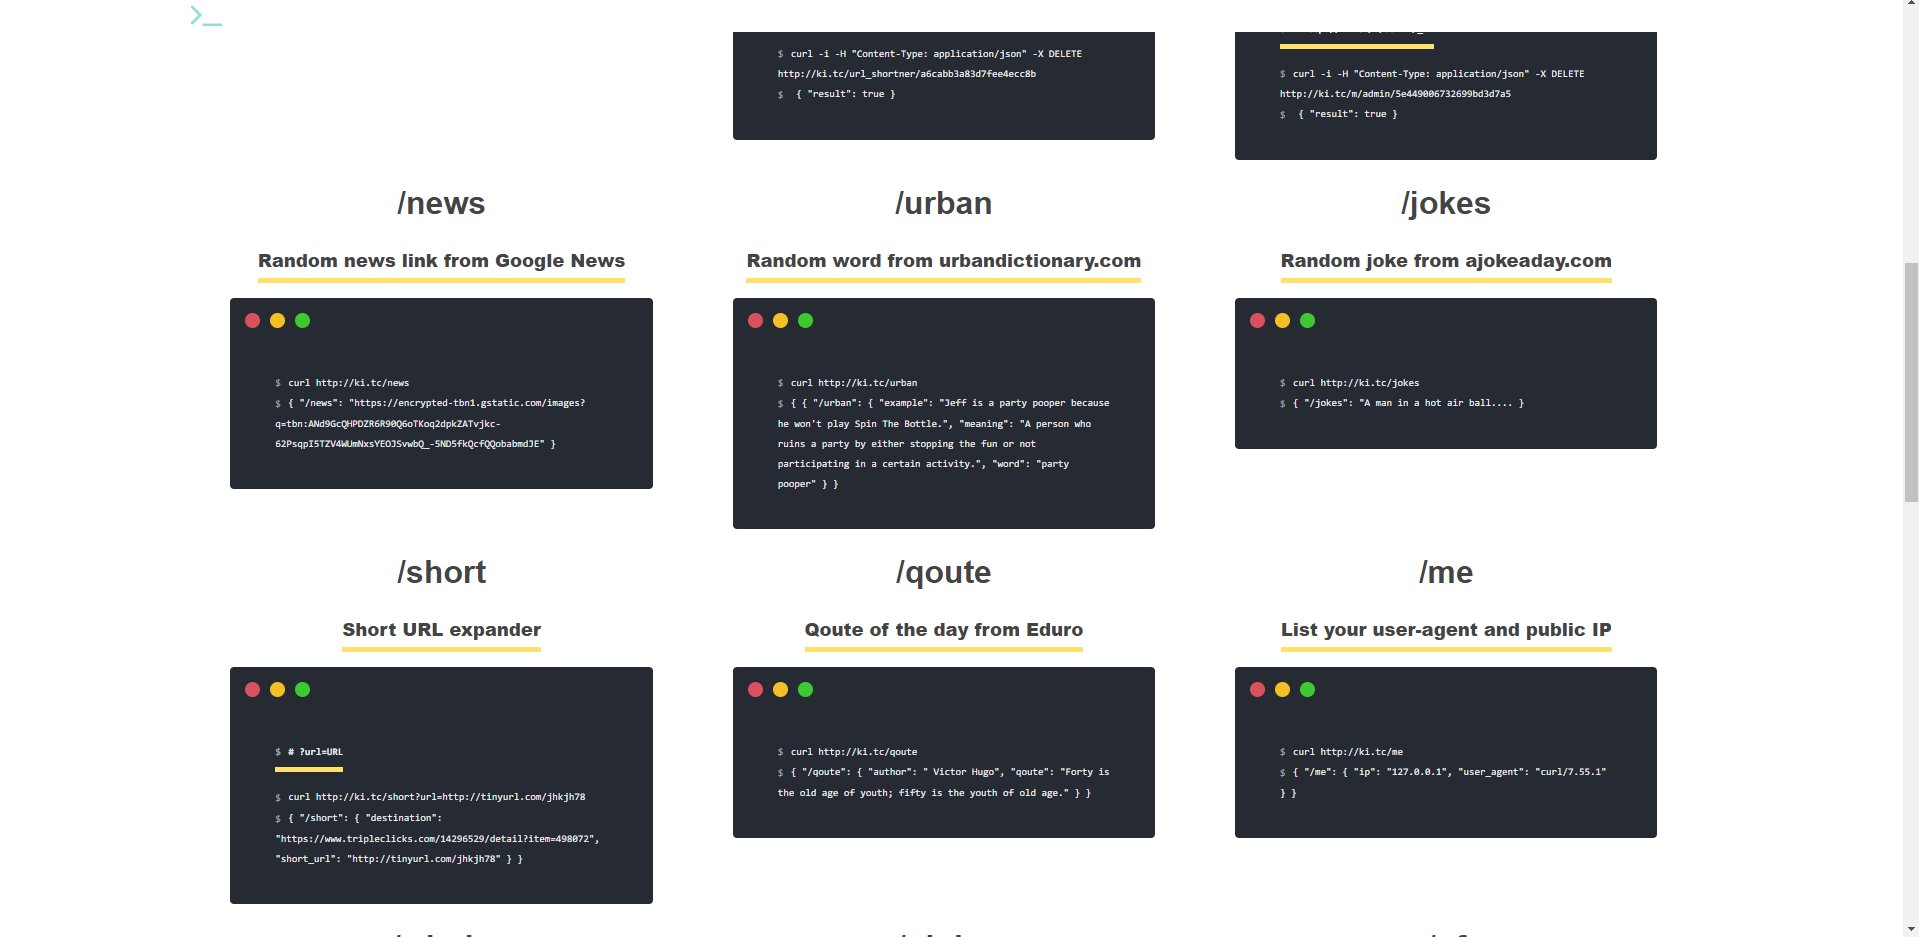 >_
$ curl -i -H "Content-Type: application/json" -X DELETE
http://ki.tc/url_shortner/a6cabb3a83d7fee4ecc8b
$ { "result": true }
$ curl -i -H "Content-Type: application/json" -X DELETE
http://ki.tc/m/admin/5e449006732699bd3d7a5
$ { "result": true }
/news
Random news link from Google News
$ curl http://ki.tc/news
$ { "/news": "https://encrypted-tbn1.gstatic.com/images?
q=tbn:ANd9GcQHPDZR6R90Q6oTKoq2dpkZATvjkc-
62PsqpI5TZV4WUmNxsYEOJSvwbQ_-5ND5fkQcfQQobabmdJE" }
/urban
Random word from urbandictionary.com
$ curl http://ki.tc/urban
$ { { "/urban": { "example": "Jeff is a party pooper because
he won't play Spin The Bottle.", "meaning": "A person who
ruins a party by either stopping the fun or not
participating in a certain activity.", "word": "party
pooper" } }
/jokes
Random joke from ajokeaday.com
$ curl http://ki.tc/jokes
$ { "/jokes": "A man in a hot air ball.... }
/short
Short URL expander
$ # ?url=URL
$ curl http://ki.tc/short?url=http://tinyurl.com/jhkjh78
$ { "/short": { "destination":
"https://www.tripleclicks.com/14296529/detail?item=498072",
"short_url": "http://tinyurl.com/jhkjh78" } }
/qoute
Qoute of the day from Eduro
$ curl http://ki.tc/qoute
$ { "/qoute": { "author": " Victor Hugo", "qoute": "Forty is
the old age of youth; fifty is the youth of old age." } }
/me
List your user-agent and public IP
$ curl http://ki.tc/me
$ { "/me": { "ip": "127.0.0.1", "user_agent": "curl/7.55.1"
} }